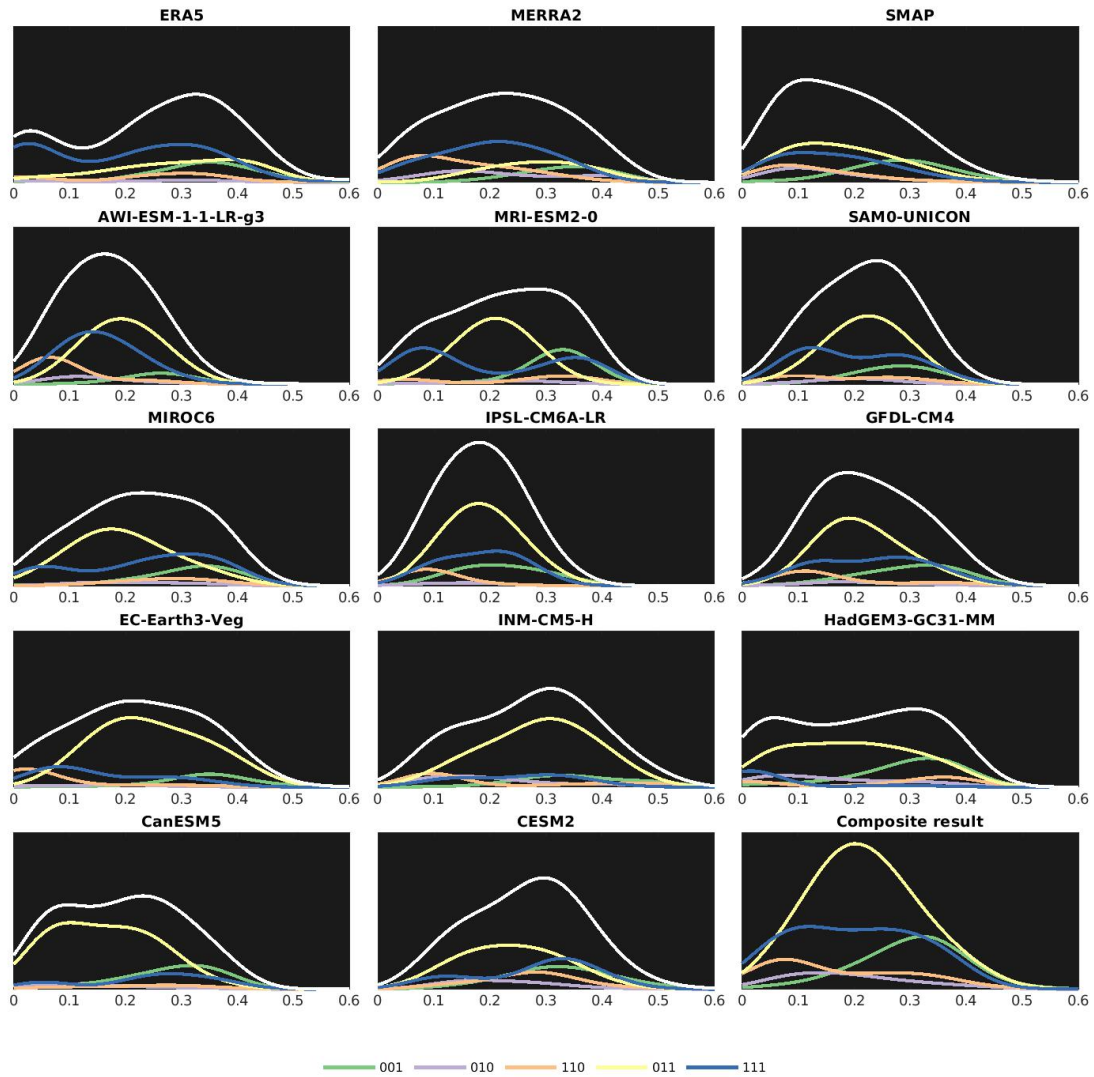 ERA5 MERRA2 SMAP
0 0.1 0.2 0.3 0.4 0.5 0.6 0 0.1 0.2 0.3 0.4 0.5 0.6 0 0.1 0.2 0.3 0.4 0.5 0.6
AWI-ESM-1-1-LR-g3 MRI-ESM2-0 SAM0-UNICON
0 0.1 0.2 0.3 0.4 0.5 0.6 0 0.1 0.2 0.3 0.4 0.5 0.6 0 0.1 0.2 0.3 0.4 0.5 0.6
MIROC6 IPSL-CM6A-LR GFDL-CM4
0 0.1 0.2 0.3 0.4 0.5 0.6 0 0.1 0.2 0.3 0.4 0.5 0.6 0 0.1 0.2 0.3 0.4 0.5 0.6
EC-Earth3-Veg INM-CM5-H HadGEM3-GC31-MM
0 0.1 0.2 0.3 0.4 0.5 0.6 0 0.1 0.2 0.3 0.4 0.5 0.6 0 0.1 0.2 0.3 0.4 0.5 0.6
CanESM5 CESM2 Composite result
0 0.1 0.2 0.3 0.4 0.5 0.6 0 0.1 0.2 0.3 0.4 0.5 0.6 0 0.1 0.2 0.3 0.4 0.5 0.6
001 010 110 011 111